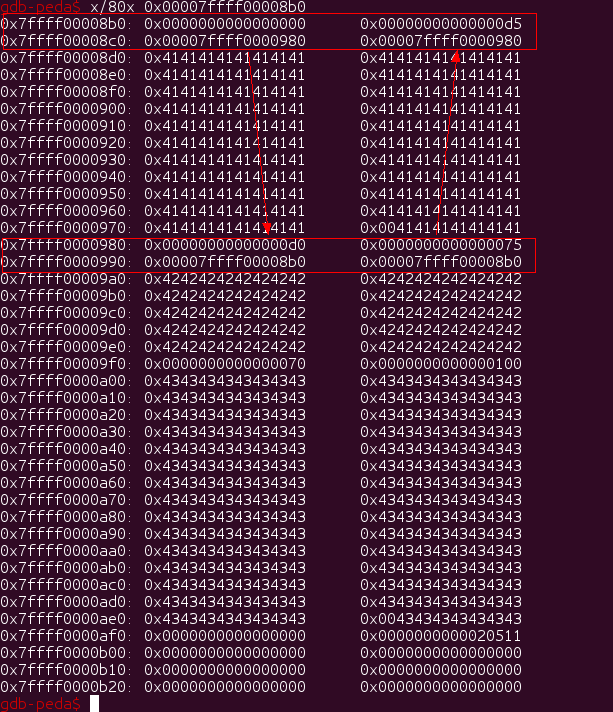 gdb-peda$ x/80x 0x00007ffff00008b0
0x7ffff00008b0: 0x0000000000000000 0x00000000000000d5
0x7ffff00008c0: 0x00007ffff0000980 0x00007ffff0000980
0x7ffff00008d0: 0x4141414141414141 0x4141414141414141
0x7ffff00008e0: 0x4141414141414141 0x4141414141414141
0x7ffff00008f0: 0x4141414141414141 0x4141414141414141
0x7ffff0000900: 0x4141414141414141 0x4141414141414141
0x7ffff0000910: 0x4141414141414141 0x4141414141414141
0x7ffff0000920: 0x4141414141414141 0x4141414141414141
0x7ffff0000930: 0x4141414141414141 0x4141414141414141
0x7ffff0000940: 0x4141414141414141 0x4141414141414141
0x7ffff0000950: 0x4141414141414141 0x4141414141414141
0x7ffff0000960: 0x4141414141414141 0x4141414141414141
0x7ffff0000970: 0x4141414141414141 0x0041414141414141
0x7ffff0000980: 0x00000000000000d0 0x0000000000000075
0x7ffff0000990: 0x00007ffff00008b0 0x00007ffff00008b0
0x7ffff00009a0: 0x4242424242424242 0x4242424242424242
0x7ffff00009b0: 0x4242424242424242 0x4242424242424242
0x7ffff00009c0: 0x4242424242424242 0x4242424242424242
0x7ffff00009d0: 0x4242424242424242 0x4242424242424242
0x7ffff00009e0: 0x4242424242424242 0x4242424242424242
0x7ffff00009f0: 0x0000000000000070 0x0000000000000100
0x7ffff0000a00: 0x4343434343434343 0x4343434343434343
0x7ffff0000a10: 0x4343434343434343 0x4343434343434343
0x7ffff0000a20: 0x4343434343434343 0x4343434343434343
0x7ffff0000a30: 0x4343434343434343 0x4343434343434343
0x7ffff0000a40: 0x4343434343434343 0x4343434343434343
0x7ffff0000a50: 0x4343434343434343 0x4343434343434343
0x7ffff0000a60: 0x4343434343434343 0x4343434343434343
0x7ffff0000a70: 0x4343434343434343 0x4343434343434343
0x7ffff0000a80: 0x4343434343434343 0x4343434343434343
0x7ffff0000a90: 0x4343434343434343 0x4343434343434343
0x7ffff0000aa0: 0x4343434343434343 0x4343434343434343
0x7ffff0000ab0: 0x4343434343434343 0x4343434343434343
0x7ffff0000ac0: 0x4343434343434343 0x4343434343434343
0x7ffff0000ad0: 0x4343434343434343 0x4343434343434343
0x7ffff0000ae0: 0x4343434343434343 0x0043434343434343
0x7ffff0000af0: 0x0000000000000000 0x0000000000020511
0x7ffff0000b00: 0x0000000000000000 0x0000000000000000
0x7ffff0000b10: 0x0000000000000000 0x0000000000000000
0x7ffff0000b20: 0x0000000000000000 0x0000000000000000
gdb-peda$